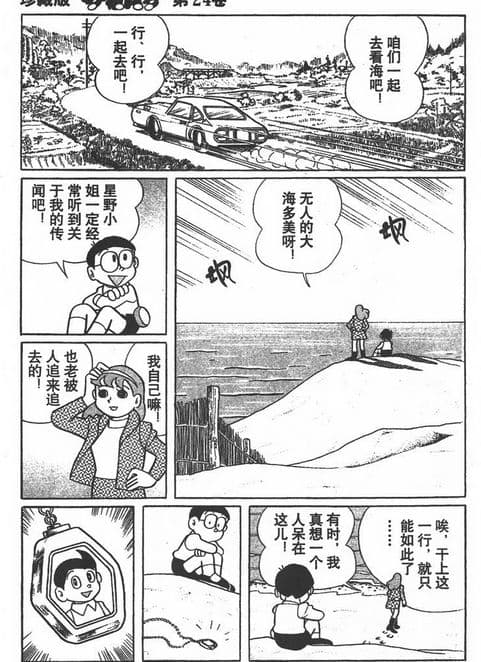 珍藏版
第24卷
咱们一起
去看海吧！
行、行，
一起去吧！
无人的大
海多美呀！
星野小
姐一定经
常听到关
于我的传
闻吧！
我自己嘛！
也老被
人追来追
去的！
唉，干上这
一行，就只
能如此了
……
有时，我
真想一个
人呆在
这儿！